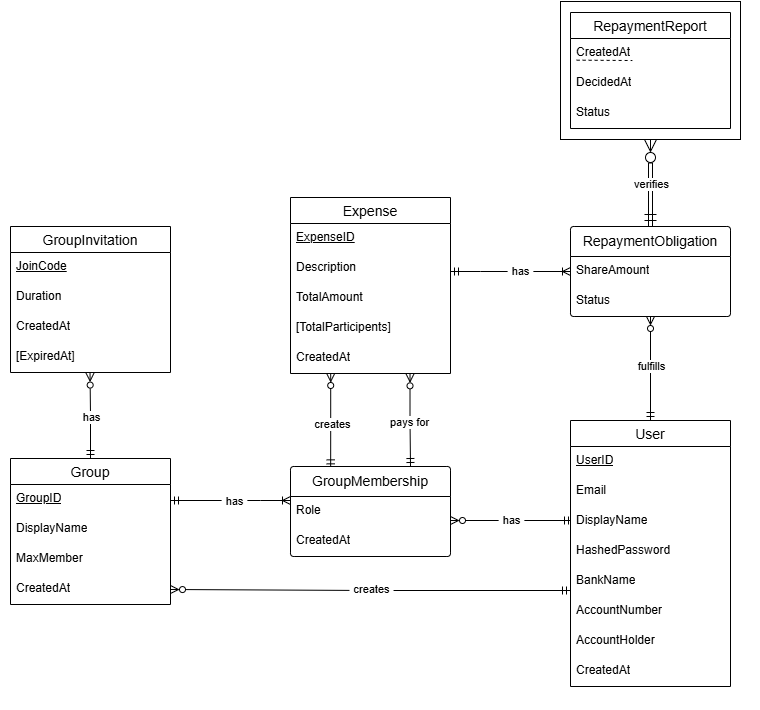 RepaymentReport
CreatedAt
DecidedAt
Status
verifies
Expense
ExpenseID
Description
TotalAmount
[TotalParticipents]
CreatedAt
GroupInvitation
JoinCode
Duration
CreatedAt
[ExpiredAt]
RepaymentObligation
ShareAmount
Status
has
fulfills
has
creates
pays for
Group
GroupID
DisplayName
MaxMember
CreatedAt
has
GroupMembership
Role
CreatedAt
has
User
UserID
Email
DisplayName
HashedPassword
BankName
AccountNumber
AccountHolder
CreatedAt
creates